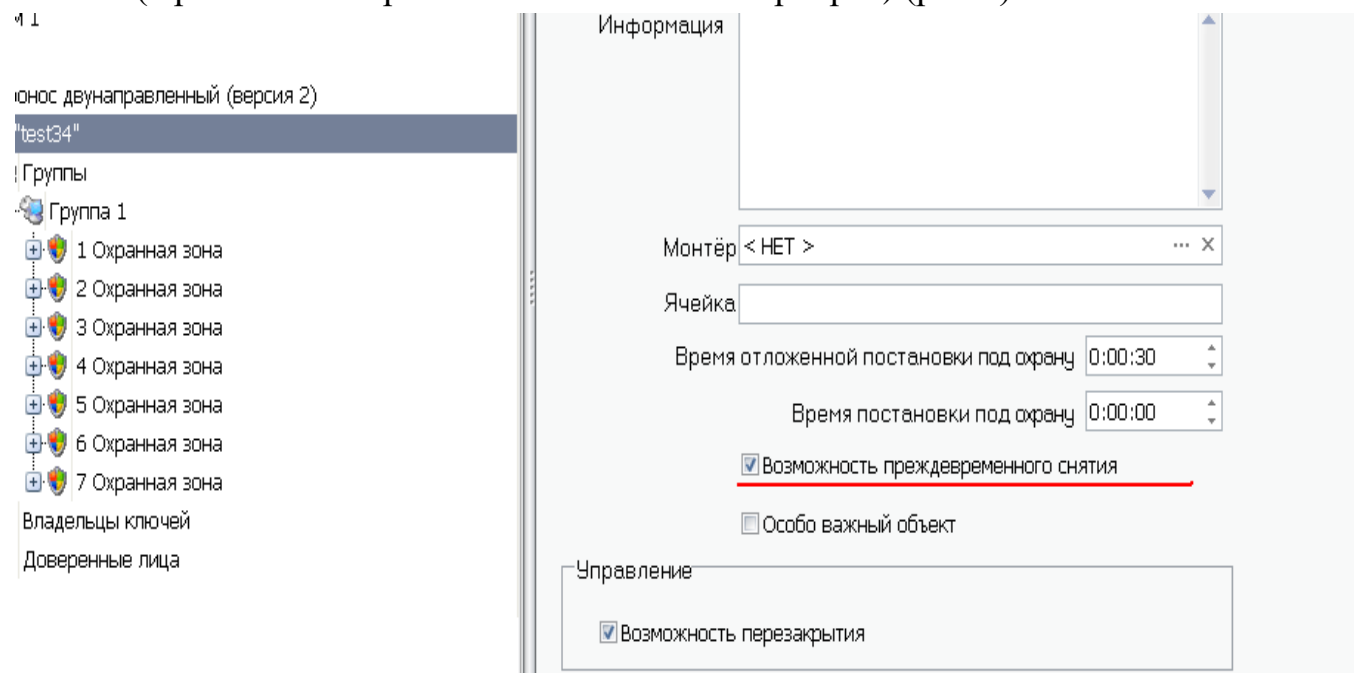 Информация
онос двунаправленный (версия 2)
"test34"
Группы
Группа 1
1 Охранная зона
2 Охранная зона
3 Охранная зона
4 Охранная зона
5 Охранная зона
6 Охранная зона
7 Охранная зона
Владельцы ключей
Доверенные лица
Монтёр < НЕТ > ... X
Ячейка
Время отложенной постановки под охрану 0:00:30
Время постановки под охрану 0:00:00
Возможность преждевременного снятия
Особо важный объект
Управление
Возможность перезакрытия